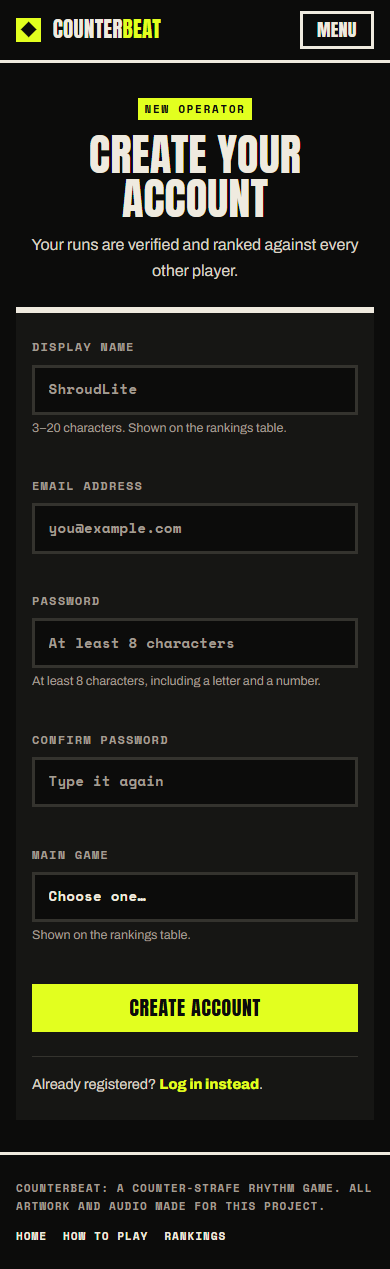 COUNTERBEAT
MENU
NEW OPERATOR
CREATE YOUR
ACCOUNT
Your runs are verified and ranked against every
other player.
DISPLAY NAME
ShroudLite
3–20 characters. Shown on the rankings table.
EMAIL ADDRESS
you@example.com
PASSWORD
At least 8 characters
At least 8 characters, including a letter and a number.
CONFIRM PASSWORD
Type it again
MAIN GAME
Choose one…
Shown on the rankings table.
CREATE ACCOUNT
Already registered? Log in instead.
COUNTERBEAT: A COUNTER-STRAFE RHYTHM GAME. ALL
ARTWORK AND AUDIO MADE FOR THIS PROJECT.
HOME HOW TO PLAY RANKINGS